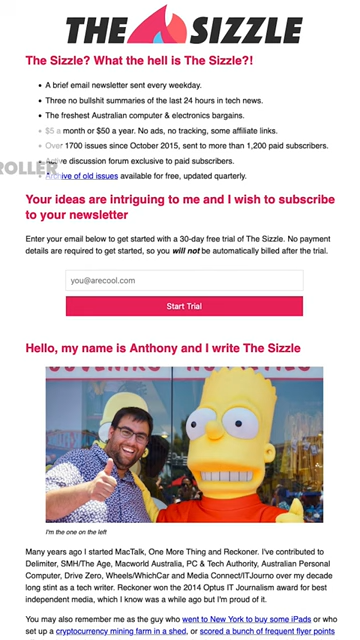 THE SIZZLE
The Sizzle? What the hell is The Sizzle?!
A brief email newsletter sent every weekday.
Three no bullshit summaries of the last 24 hours in tech news.
The freshest Australian computer & electronics bargains.
$5 a month or $50 a year. No ads, no tracking, some affiliate links.
Over 1700 issues since October 2015, sent to more than 1,200 paid subscribers.
Active discussion forum exclusive to paid subscribers.
ROLLER
Archive of old issues available for free, updated quarterly.
Your ideas are intriguing to me and I wish to subscribe
to your newsletter
Enter your email below to get started with a 30-day free trial of The Sizzle. No payment
details are required to get started, so you will not be automatically billed after the trial.
you@arecool.com
Start Trial
Hello, my name is Anthony and I write The Sizzle
I'm the one on the left
Many years ago I started MacTalk, One More Thing and Reckoner. I've contributed to
Delimiter, SMH/The Age, Macworld Australia, PC & Tech Authority, Australian Personal
Computer, Drive Zero, Wheels/WhichCar and Media Connect/ITJourno over my decade
long stint as a tech writer. Reckoner won the 2014 Optus IT Journalism award for best
independent media, which I know was a while ago but I'm proud of it.
You may also remember me as the guy who went to New York to buy some iPads or who
set up a cryptocurrency mining farm in a shed, or scored a bunch of frequent flyer points